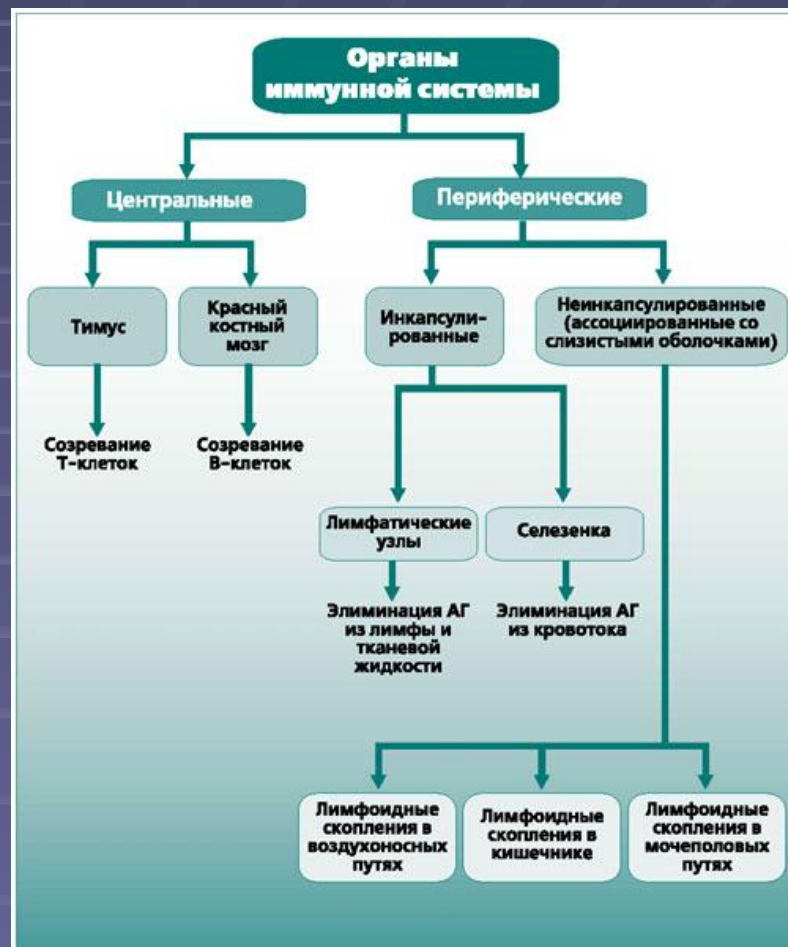 Органы
иммунной системы
Центральные
Периферические
Тимус
Красный
костный
мозг
Инкапсули-
рованные
Неинкапсулированные
(ассоциированные со
слизистыми оболочками)
Созревание
Т-клеток
Созревание
В-клеток
Лимфатические
узлы
Селезенка
Элиминация АГ
из лимфы и
тканевой
жидкости
Элиминация АГ
из кровотока
Лимфоидные
скопления в
воздухоносных
путях
Лимфоидные
скопления в
кишечнике
Лимфоидные
скопления в
мочеполовых
путях